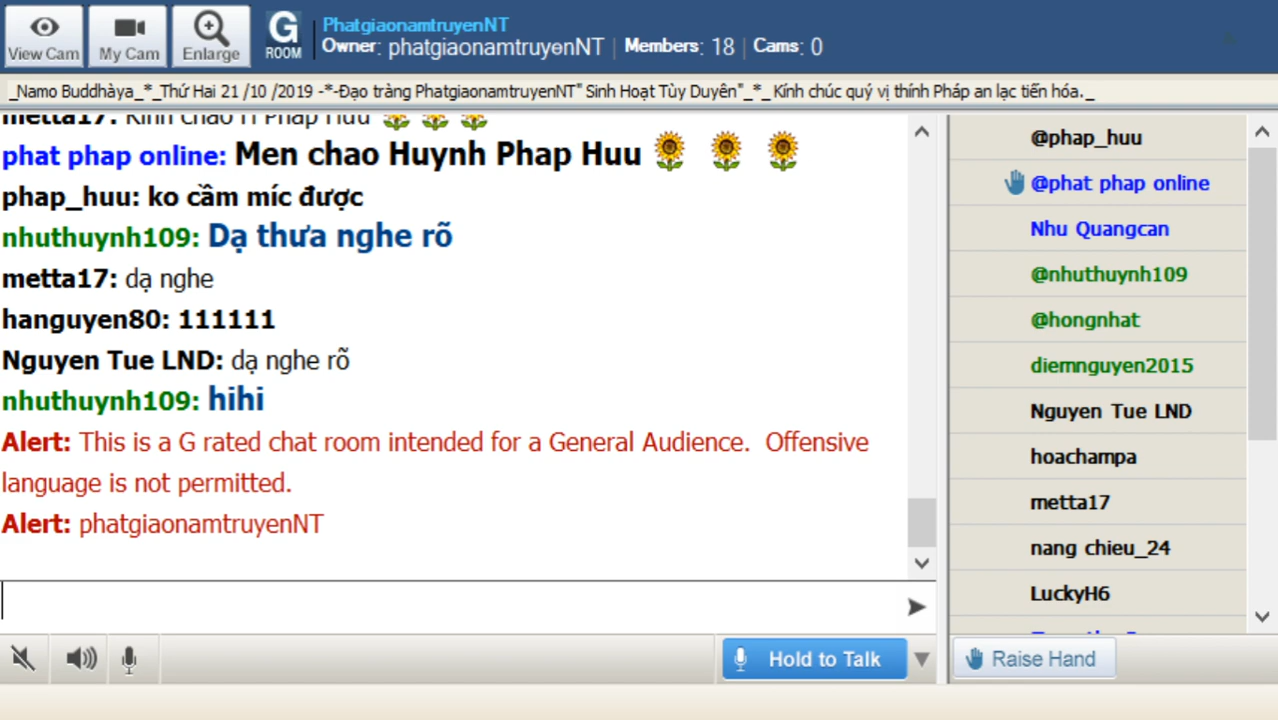 View Cam
My Cam
Enlarge
G
ROOM
PhatgiaonamtruyenNT
Owner: phatgiaonamtruyenNT | Members: 18 | Cams: 0
_Namo Buddhàya_*_Thứ Hai 21 /10 /2019 -*-Đạo tràng PhatgiaonamtruyenNT" Sinh Hoạt Tùy Duyên"_*_ Kính chúc quý vị thính Pháp an lạc tiến hóa._
metta17: Kính chào H Pháp Hữu
phat phap online: Men chao Huynh Phap Huu
phap_huu: ko cầm míc được
nhuthuynh109: Dạ thưa nghe rõ
metta17: dạ nghe
hanguyen80: 111111
Nguyen Tue LND: dạ nghe rõ
nhuthuynh109: hihi
Alert: This is a G rated chat room intended for a General Audience. Offensive
language is not permitted.
Alert: phatgiaonamtruyenNT
Hold to Talk
@phap_huu
@phat phap online
Nhu Quangcan
@nhuthuynh109
@hongnhat
diemnguyen2015
Nguyen Tue LND
hoachampa
metta17
nang chieu_24
LuckyH6
Raise Hand